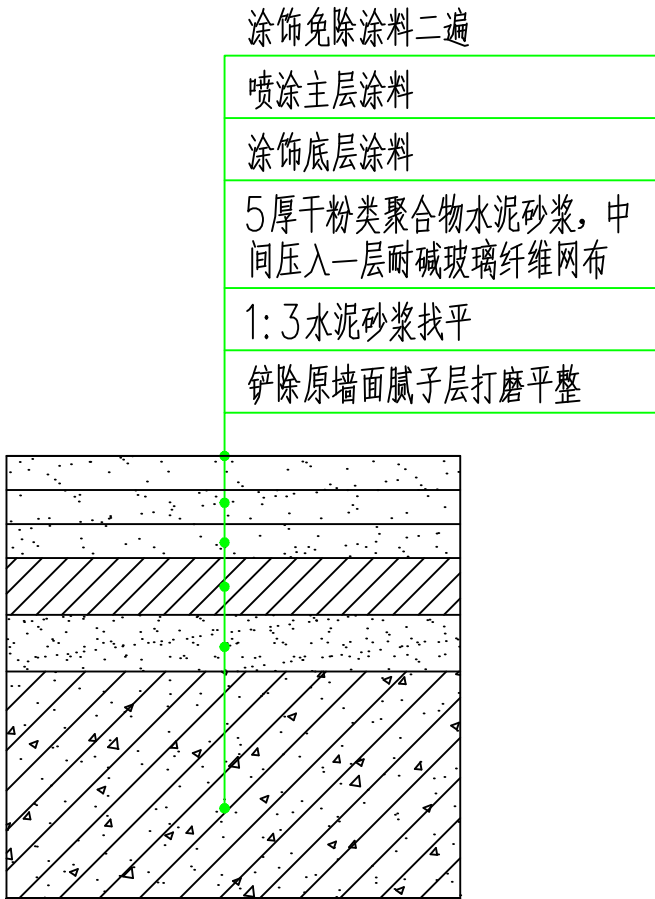 涂饰免除涂料二遍
喷涂主层涂料
涂饰底层涂料
5厚干粉类聚合物水泥砂浆，中
间压入一层耐碱玻璃纤维网布
1：3水泥砂浆找平
铲除原墙面腻子层打磨平整